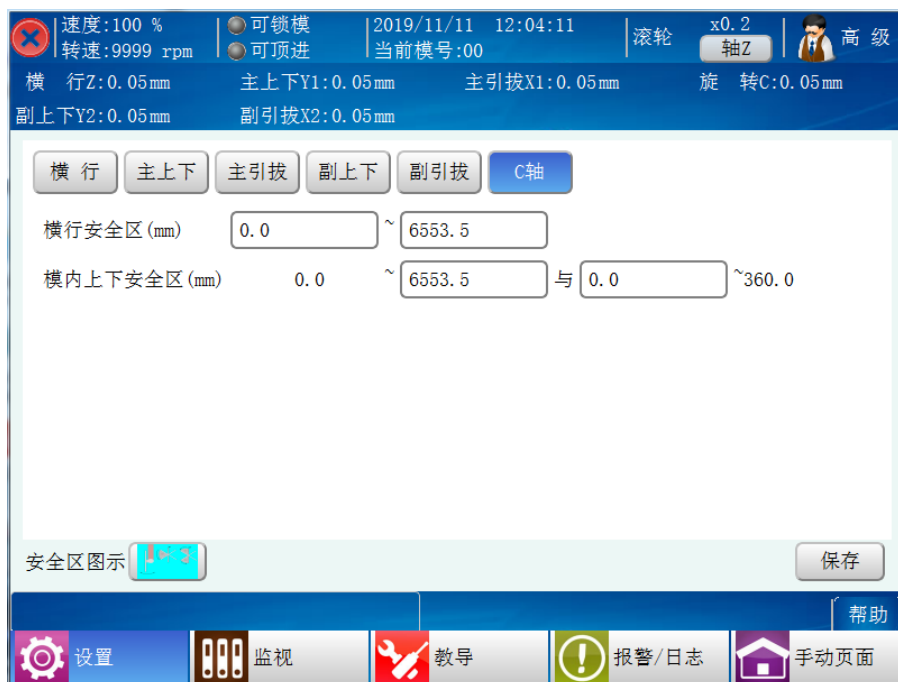 速度:100 % 可锁模 2019/11/11 12:04:11 滚轮 x0.2 高 级
转速:9999 rpm 可顶进 当前模号:00 轴Z
横 行Z:0.05mm 主上下Y1:0.05mm 主引拔X1:0.05mm 旋 转C:0.05mm
副上下Y2:0.05mm 副引拔X2:0.05mm
横 行 主上下 主引拔 副上下 副引拔 C轴
横行安全区(mm) 0.0 ~ 6553.5
模内上下安全区(mm) 0.0 ~ 6553.5 与 0.0 ~360.0
安全区图示 保存
帮助
设置 监视 教导 报警/日志 手动页面